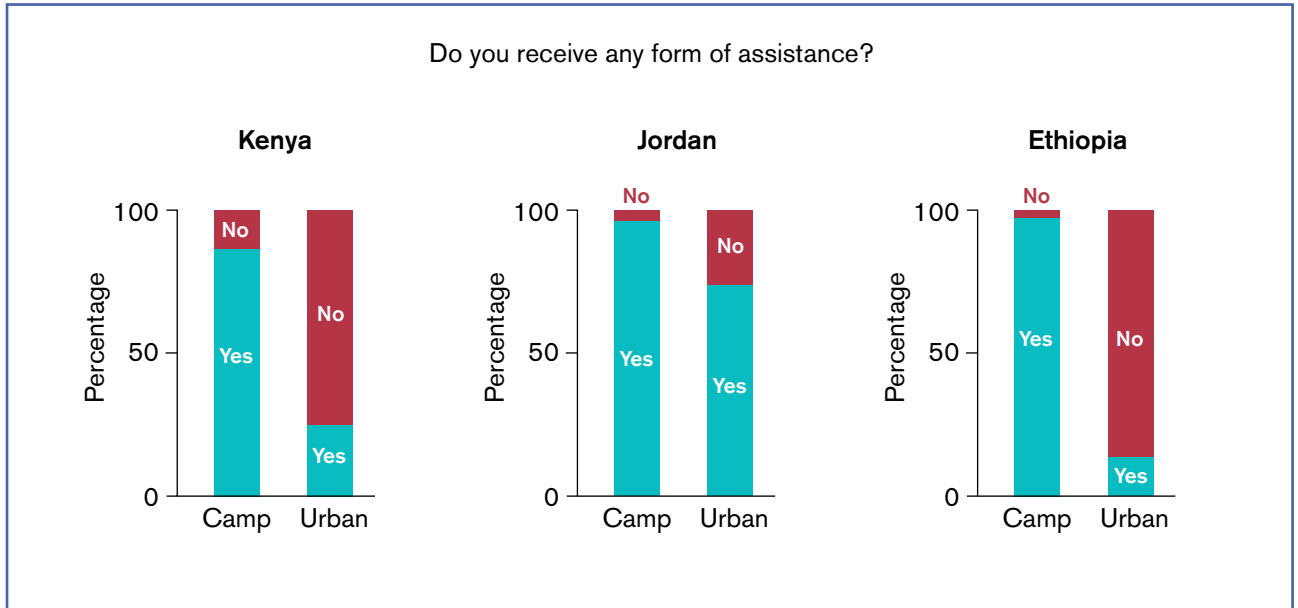 Do you receive any form of assistance?
Kenya
100
50
0
Percentage
No
Yes
No
Yes
Camp
Urban
Jordan
100
50
0
Percentage
No
Yes
No
Yes
Camp
Urban
Ethiopia
100
50
0
Percentage
No
Yes
No
Yes
Camp
Urban